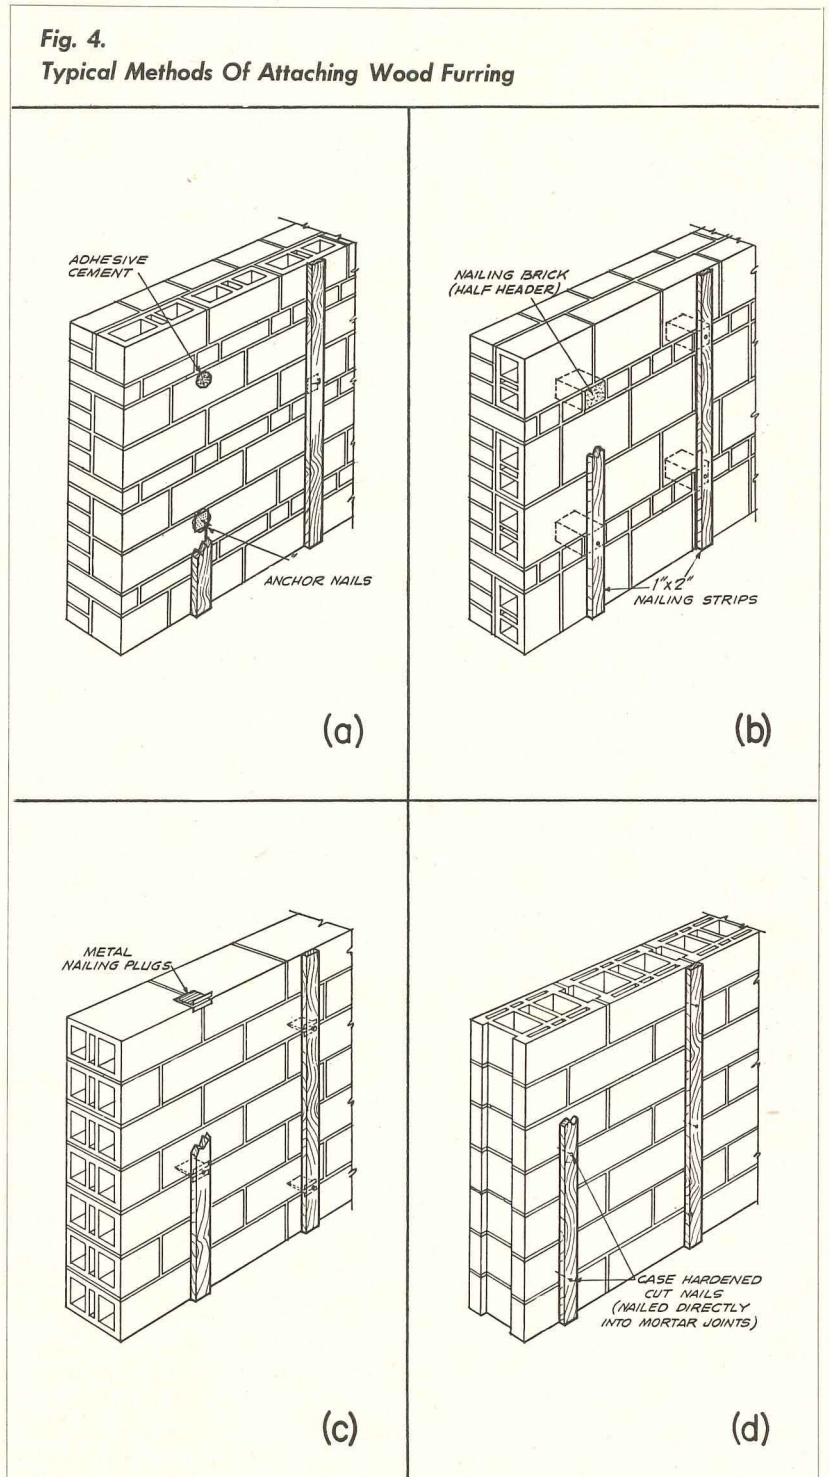 Fig. 4.
Typical Methods Of Attaching Wood Furring
ADHESIVE
CEMENT
ANCHOR NAILS
(a)
NAILING BRICK
(HALF HEADER)
1"x2"
NAILING STRIPS
(b)
METAL
NAILING PLUGS
(c)
CASE HARDENED
CUT NAILS
(NAILED DIRECTLY
INTO MORTAR JOINTS)
(d)